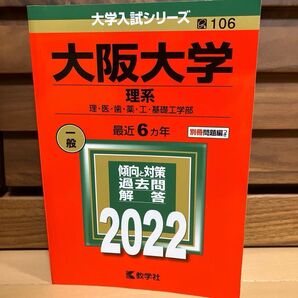 大学入試シリーズ 106
大阪大学
理系
理・医・歯・薬・工・基礎工学部
一般
最近6カ年
別冊問題編
傾向と対策
過去問
解答
2022
教学社